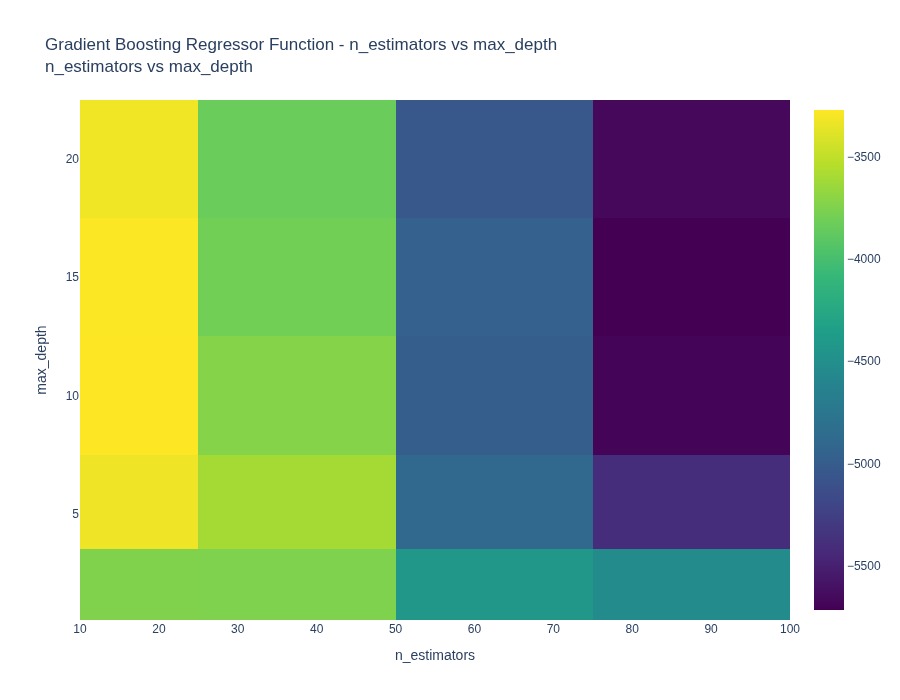 Gradient Boosting Regressor Function - n_estimators vs max_depth
n_estimators vs max_depth
20
15
10
5
max_depth
10 20 30 40 50 60 70 80 90 100
n_estimators
−3500
−4000
−4500
−5000
−5500